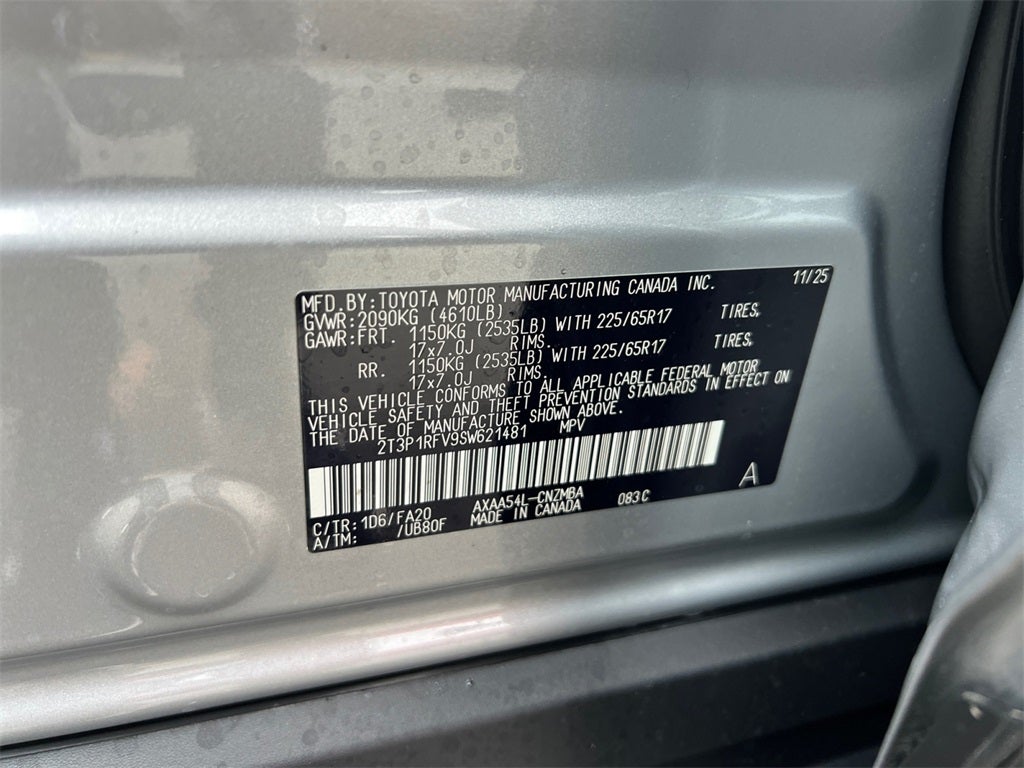 MFD.BY:TOYOTA MOTOR MANUFACTURING CANADA INC. 11/25
GVWR:2090KG (4610LB)
GAWR:FRT. 1150KG (2535LB) WITH 225/65R17 TIRES,
17x7.0J RIMS.
RR. 1150KG (2535LB) WITH 225/65R17 TIRES,
17x7.0J RIMS.
THIS VEHICLE CONFORMS TO ALL APPLICABLE FEDERAL MOTOR
VEHICLE SAFETY AND THEFT PREVENTION STANDARDS IN EFFECT ON
THE DATE OF MANUFACTURE SHOWN ABOVE.
2T3P1RFV9SW621481 MPV
A
C/TR:1D6/FA20 AXAA54L-CNZMBA 083C
A/TM: /UB80F MADE IN CANADA